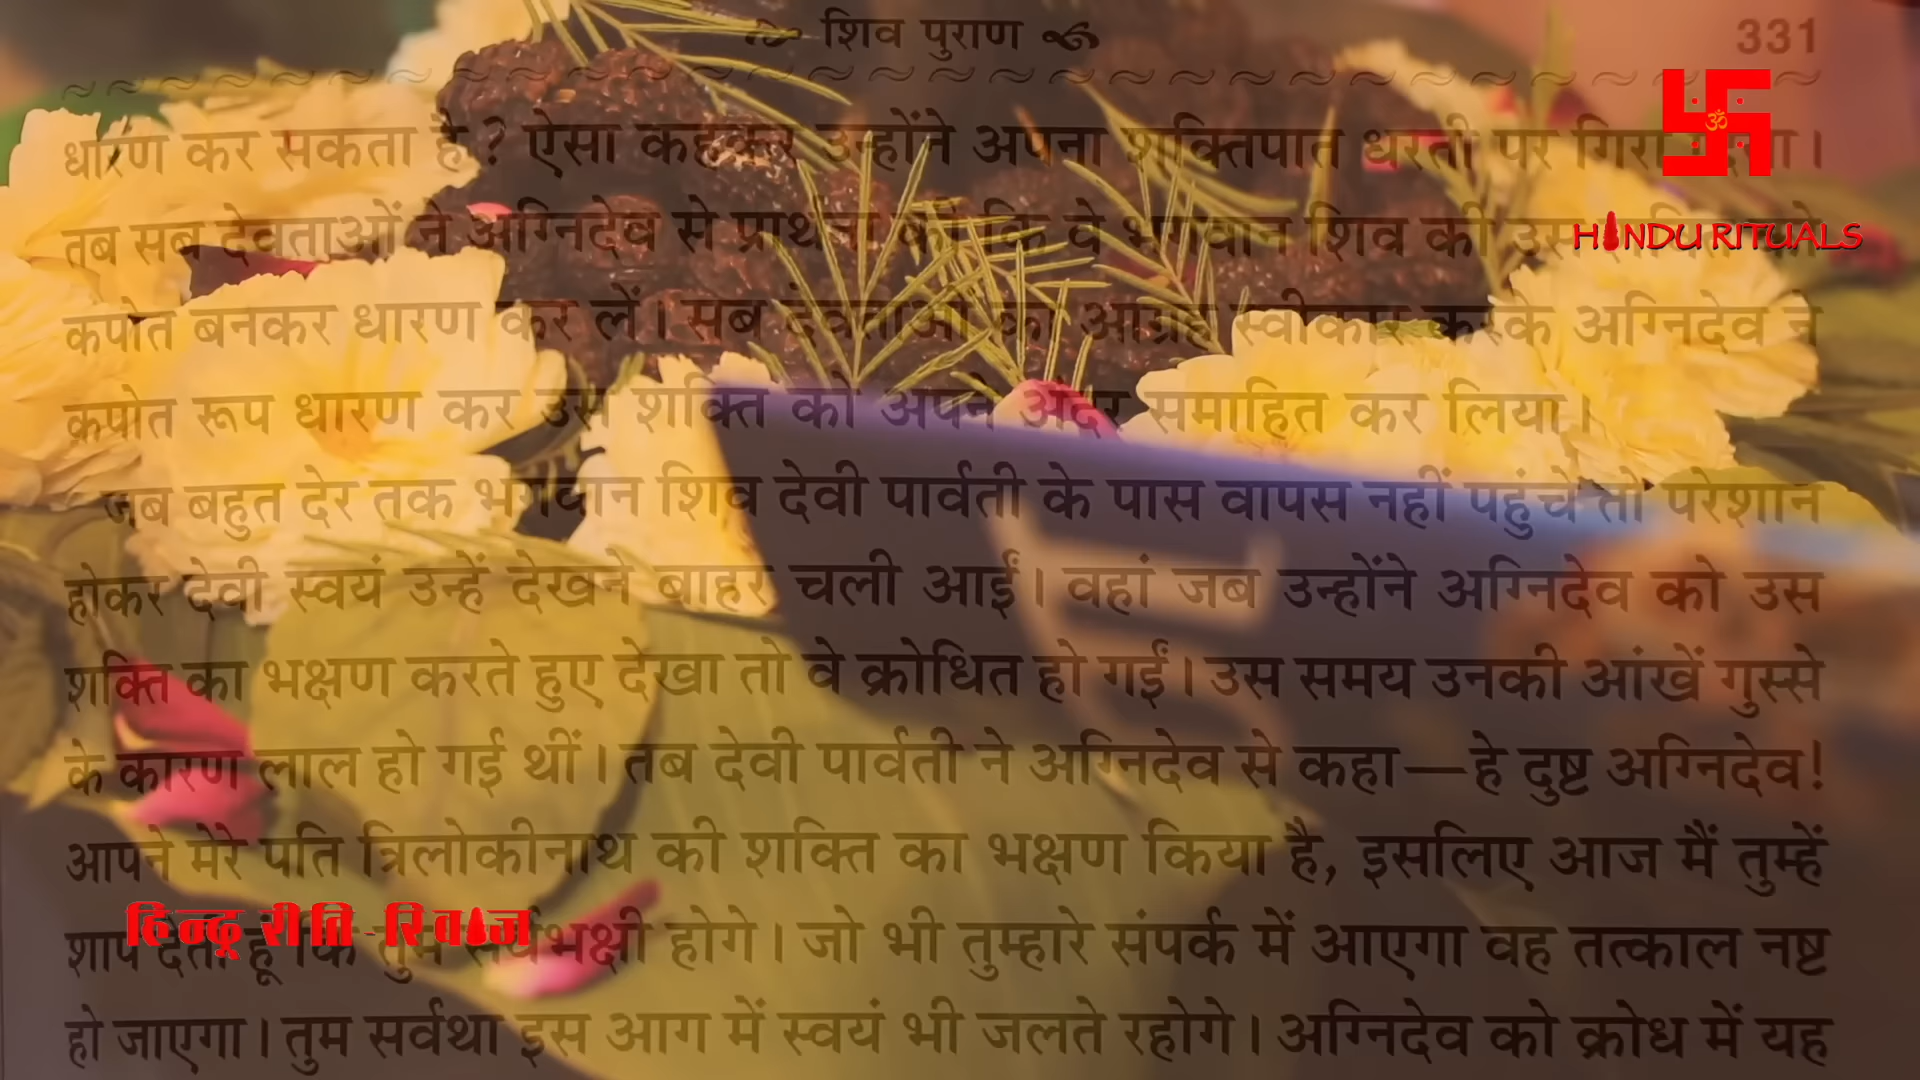 शिव पुराण
331
धारण कर सकता है? ऐसा कहकर उन्होंने अपना शक्तिपात धरती पर गिरा
तब सब देवताओं ने अग्निदेव से प्रार्थना की कि वे भगवान शिव की उस
कपोत बनकर धारण कर लें। सब देवताओं का आग्रह स्वीकार करके अग्निदेव ने
कपोत रूप धारण कर उस शक्ति को अपने अंदर समाहित कर लिया।
जब बहुत देर तक भगवान शिव देवी पार्वती के पास वापस नहीं पहुंचे तो परेशान
होकर देवी स्वयं उन्हें देखने बाहर चली आईं। वहां जब उन्होंने अग्निदेव को उस
शक्ति का भक्षण करते हुए देखा तो वे क्रोधित हो गईं। उस समय उनकी आंखें गुस्से
के कारण लाल हो गई थीं। तब देवी पार्वती ने अग्निदेव से कहा—हे दुष्ट अग्निदेव!
आपने मेरे पति त्रिलोकीनाथ की शक्ति का भक्षण किया है, इसलिए आज मैं तुम्हें
शाप देती हूं कि तुम सर्वभक्षी होगे। जो भी तुम्हारे संपर्क में आएगा वह तत्काल नष्ट
हो जाएगा। तुम सर्वथा इस आग में स्वयं भी जलते रहोगे। अग्निदेव को क्रोध में यह
ॐ
HINDU RITUALS
हिन्दू रीति-रिवाज